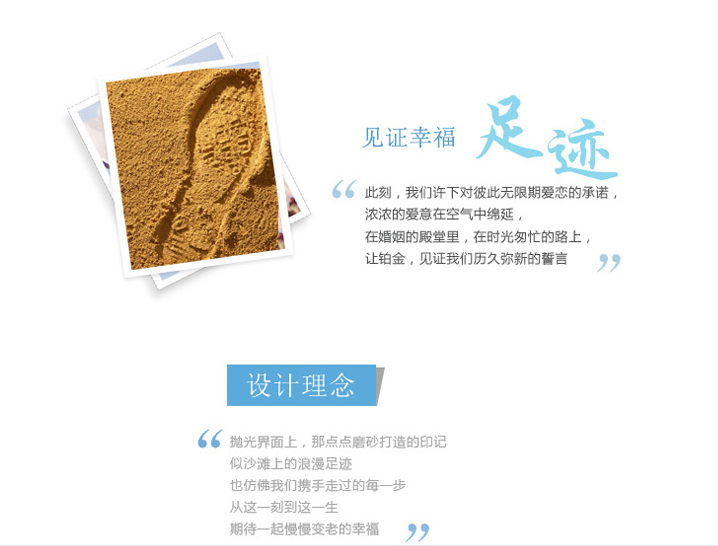 见证幸福 足迹
“此刻，我们许下对彼此无限期爱恋的承诺，
浓浓的爱意在空气中绵延，
在婚姻的殿堂里，在时光匆忙的路上，
让铂金，见证我们历久弥新的誓言”
设计理念
“抛光界面上，那点点磨砂打造的印记
似沙滩上的浪漫足迹
也仿佛我们携手走过的每一步
从这一刻到这一生
期待一起慢慢变老的幸福”